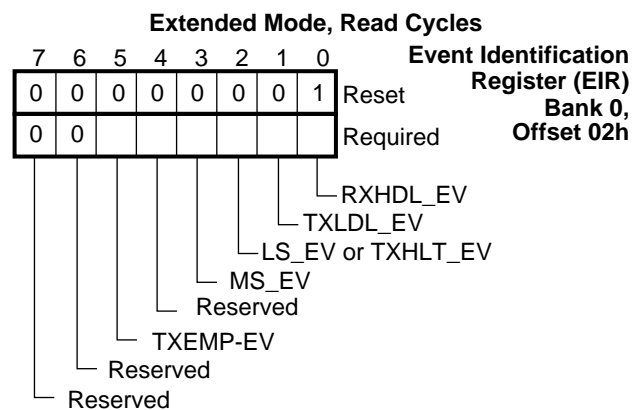 Extended Mode, Read Cycles
Event Identification
Register (EIR)
Bank 0,
Offset 02h
7 6 5 4 3 2 1 0
0 0 0 0 0 0 0 1 Reset
0 0 Required
RXHDL_EV
TXLDL_EV
LS_EV or TXHLT_EV
MS_EV
Reserved
TXEMP-EV
Reserved
Reserved